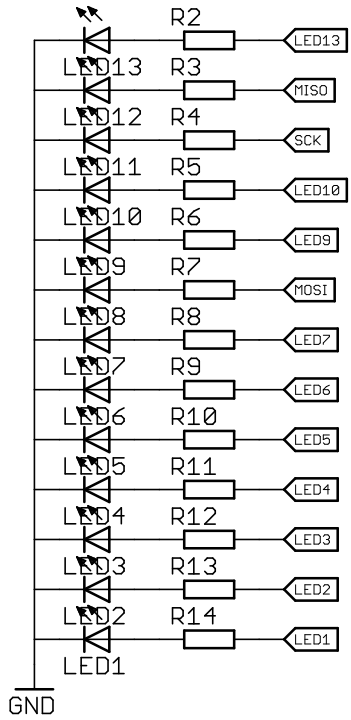 R2
LED13
LED13 R3
MISO
LED12 R4
SCK
LED11 R5
LED10
LED10 R6
LED9
LED9 R7
MOSI
LED8 R8
LED7
LED7 R9
LED6
LED6 R10
LED5
LED5 R11
LED4
LED4 R12
LED3
LED3 R13
LED2
LED2 R14
LED1
LED1
GND